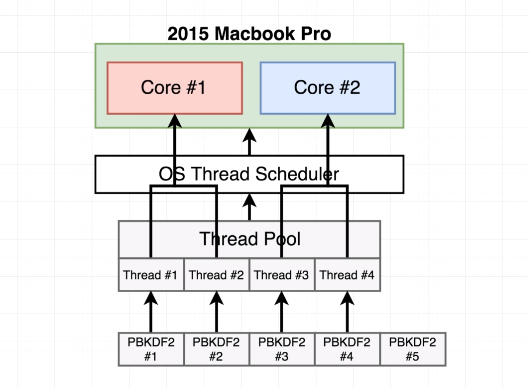 2015 Macbook Pro
Core #1
Core #2
OS Thread Scheduler
Thread Pool
Thread #1
Thread #2
Thread #3
Thread #4
PBKDF2
#1
PBKDF2
#2
PBKDF2
#3
PBKDF2
#4
PBKDF2
#5